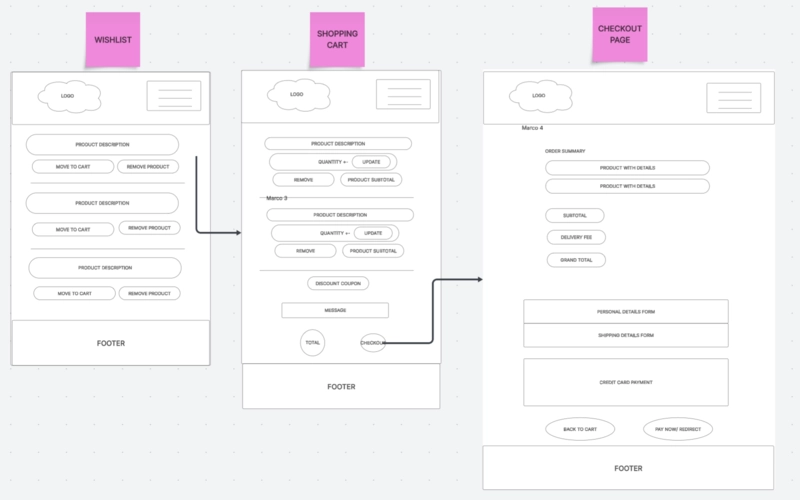 WISHLIST
LOGO
PRODUCT DESCRIPTION
MOVE TO CART
REMOVE PRODUCT
PRODUCT DESCRIPTION
MOVE TO CART
REMOVE PRODUCT
PRODUCT DESCRIPTION
MOVE TO CART
REMOVE PRODUCT
FOOTER
SHOPPING
CART
LOGO
PRODUCT DESCRIPTION
QUANTITY +-
UPDATE
REMOVE
PRODUCT SUBTOTAL
Marco 3
PRODUCT DESCRIPTION
QUANTITY +-
UPDATE
REMOVE
PRODUCT SUBTOTAL
DISCOUNT COUPON
MESSAGE
TOTAL
CHECKOUT
FOOTER
CHECKOUT
PAGE
LOGO
Marco 4
ORDER SUMMARY
PRODUCT WITH DETAILS
PRODUCT WITH DETAILS
SUBTOTAL
DELIVERY FEE
GRAND TOTAL
PERSONAL DETAILS FORM
SHIPPING DETAILS FORM
CREDIT CARD PAYMENT
BACK TO CART
PAY NOW/ REDIRECT
FOOTER